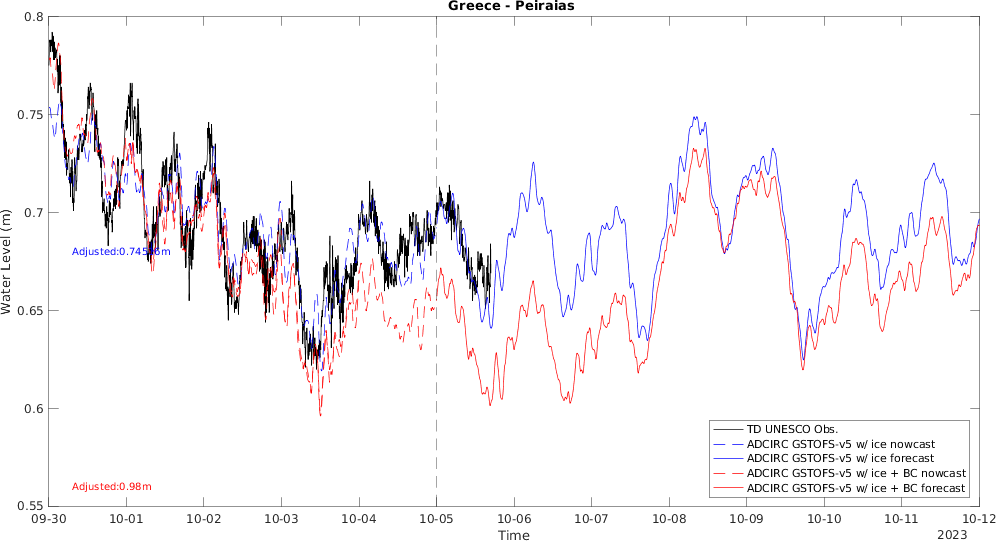 Greece - Peiraias
0.8
0.75
0.7
0.65
0.6
0.55
Water Level (m)
Adjusted:0.98m
09-30 10-01 10-02 10-03 10-04 10-05 10-06 10-07 10-08 10-09 10-10 10-11 10-12
Time
2023
TD UNESCO Obs.
ADCIRC GSTOFS-v5 w/ ice nowcast
ADCIRC GSTOFS-v5 w/ ice forecast
ADCIRC GSTOFS-v5 w/ ice + BC nowcast
ADCIRC GSTOFS-v5 w/ ice + BC forecast